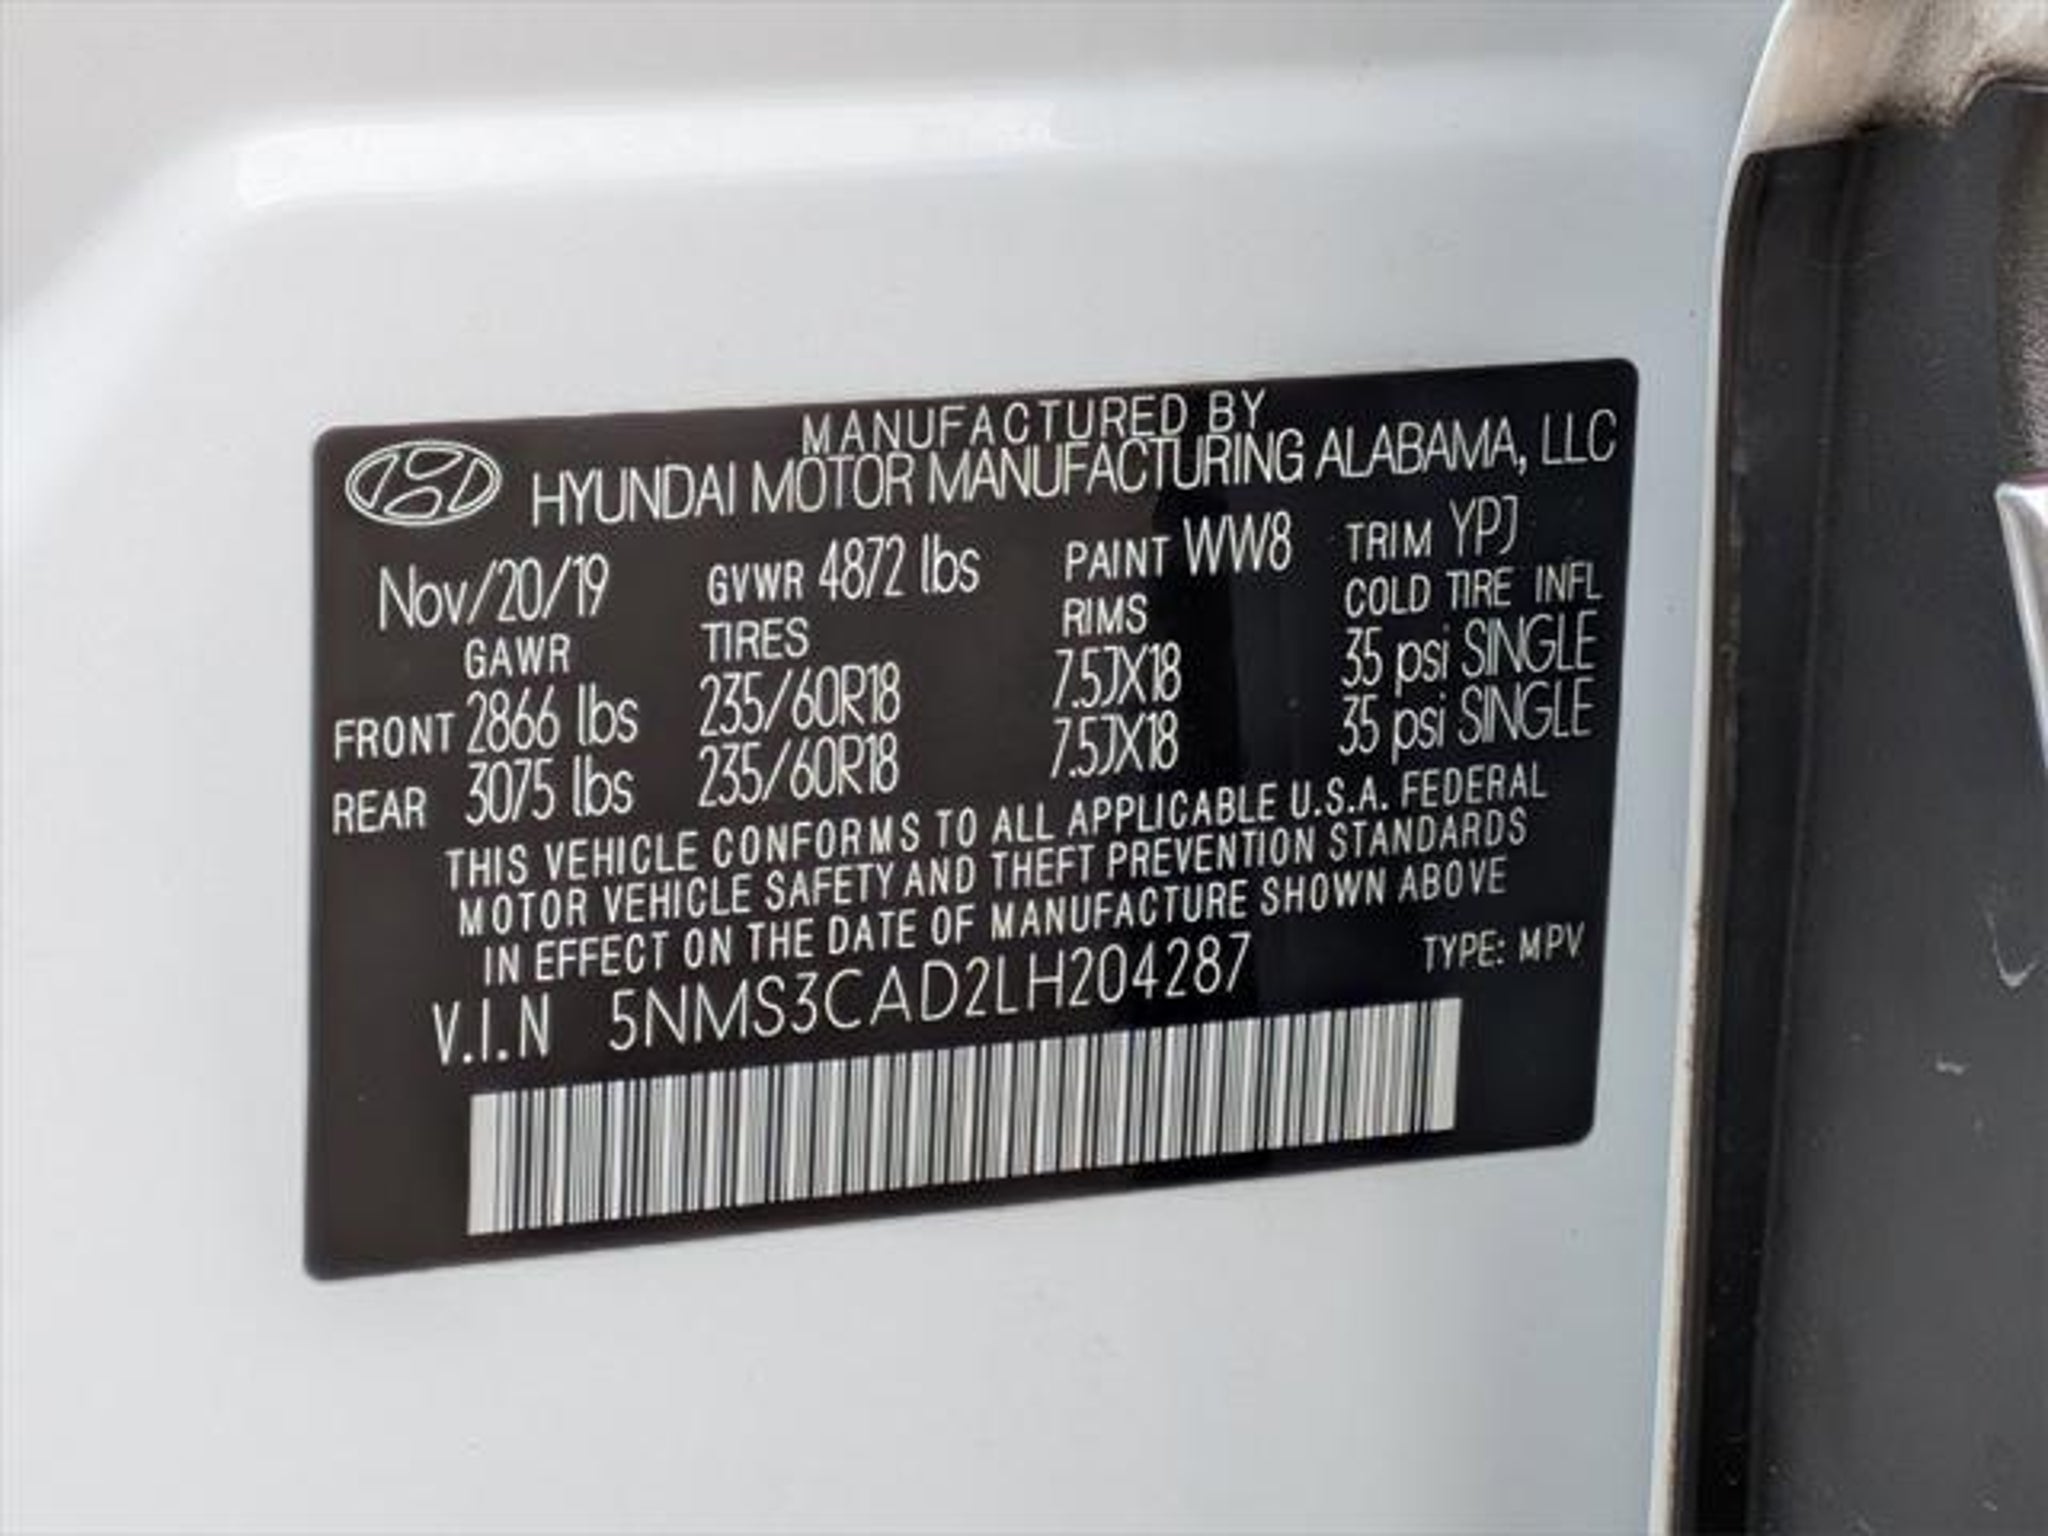 MANUFACTURED BY
HYUNDAI MOTOR MANUFACTURING ALABAMA, LLC
Nov/20/19 GVWR 4872 lbs PAINT WW8 TRIM YPJ
GAWR TIRES RIMS COLD TIRE INFL
FRONT 2866 lbs 235/60R18 7.5JX18 35 psi SINGLE
REAR 3075 lbs 235/60R18 7.5JX18 35 psi SINGLE
THIS VEHICLE CONFORMS TO ALL APPLICABLE U.S.A. FEDERAL
MOTOR VEHICLE SAFETY AND THEFT PREVENTION STANDARDS
IN EFFECT ON THE DATE OF MANUFACTURE SHOWN ABOVE
V.I.N 5NMS3CAD2LH204287 TYPE: MPV